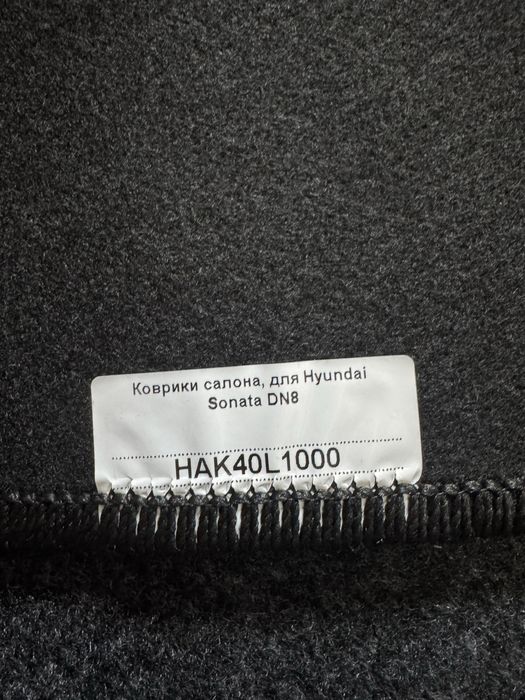 Коврики салона, для Hyundai
Sonata DN8
HAK40L1000